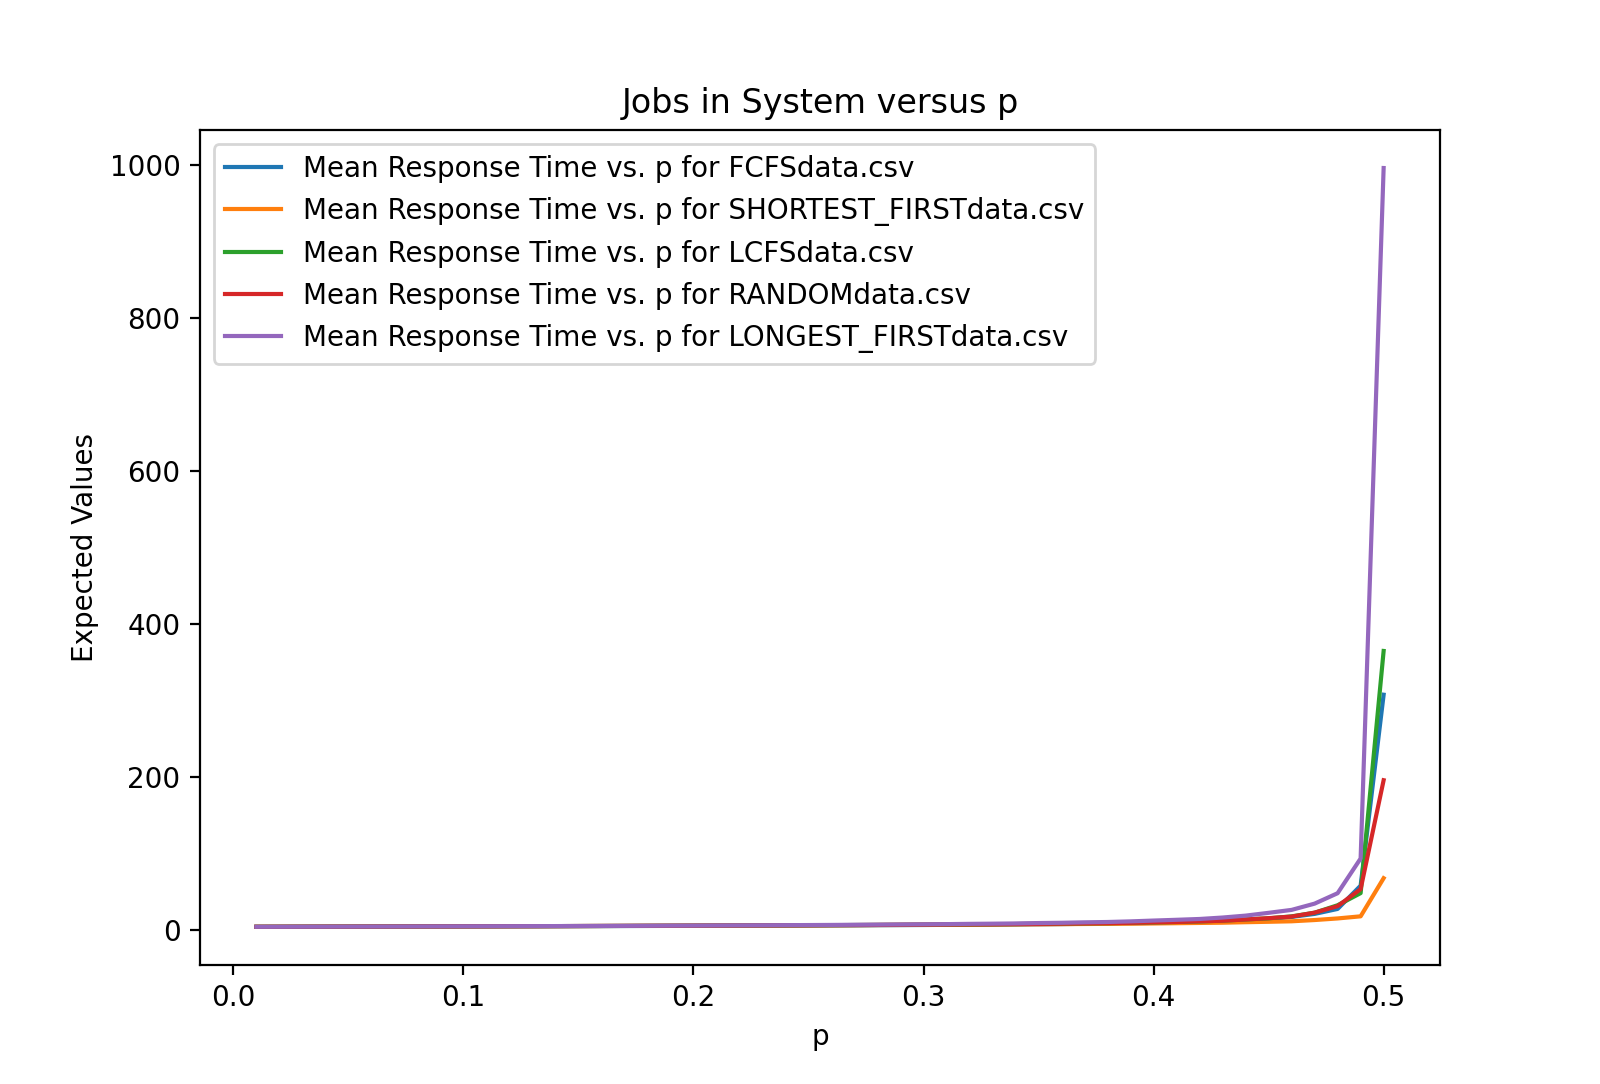 Jobs in System versus p
Mean Response Time vs. p for FCFSdata.csv
Mean Response Time vs. p for SHORTEST_FIRSTdata.csv
Mean Response Time vs. p for LCFSdata.csv
Mean Response Time vs. p for RANDOMdata.csv
Mean Response Time vs. p for LONGEST_FIRSTdata.csv
Expected Values
1000
800
600
400
200
0
0.0 0.1 0.2 0.3 0.4 0.5
p